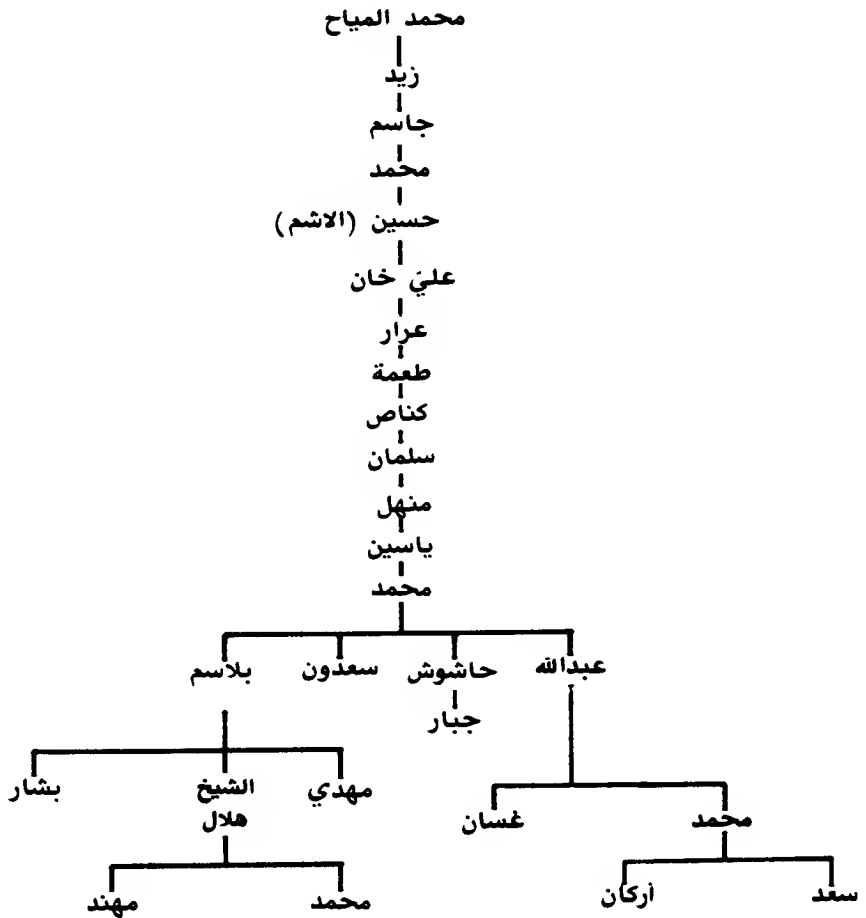 محمد المياح
زيد
جاسم
محمد
حسين (الاشم)
عليّ خان
عرار
طعمة
كناص
سلمان
منهل
ياسين
محمد
عبدالله حاشوش سعدون بلاسم
جبار
مهدي الشيخ هلال بشار
محمد غسان
سعد أركان محمد مهند